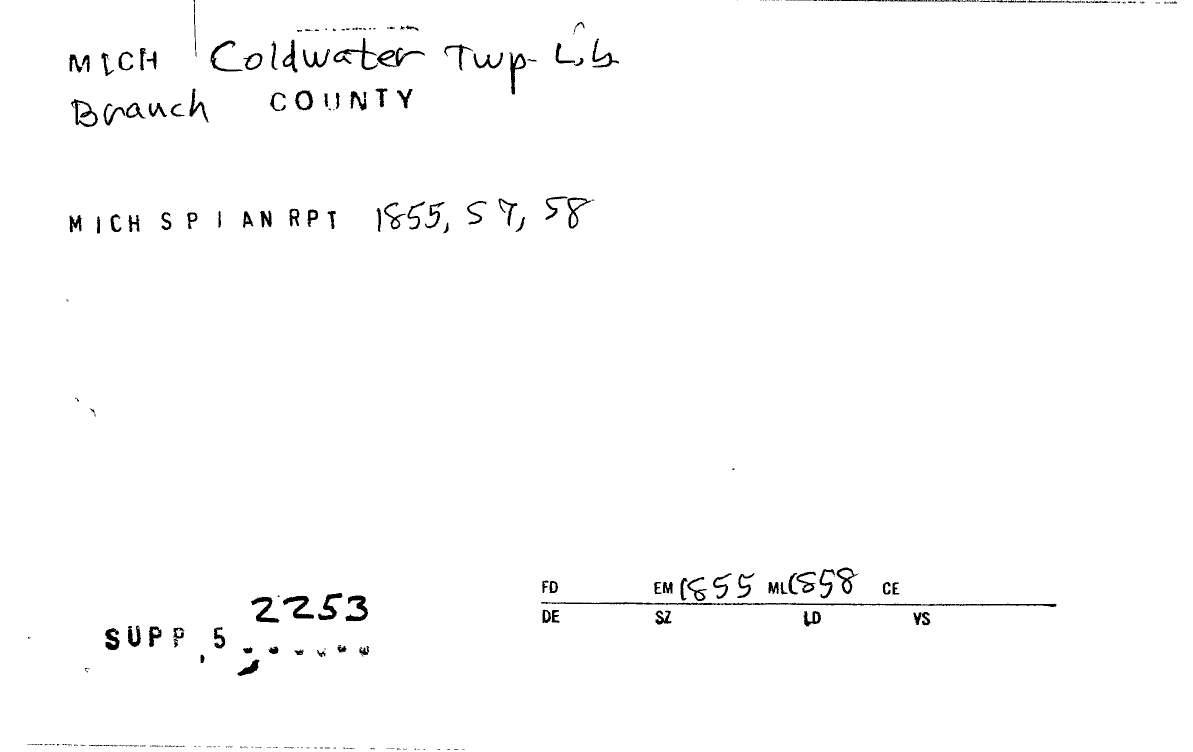 MICH Coldwater Twp. Lib
Branch COUNTY
MICH SPI AN RPT 1855, 57, 58
FD EM 1855 ML 1858 CE
DE SZ LD VS
2253
SUPP, 5,